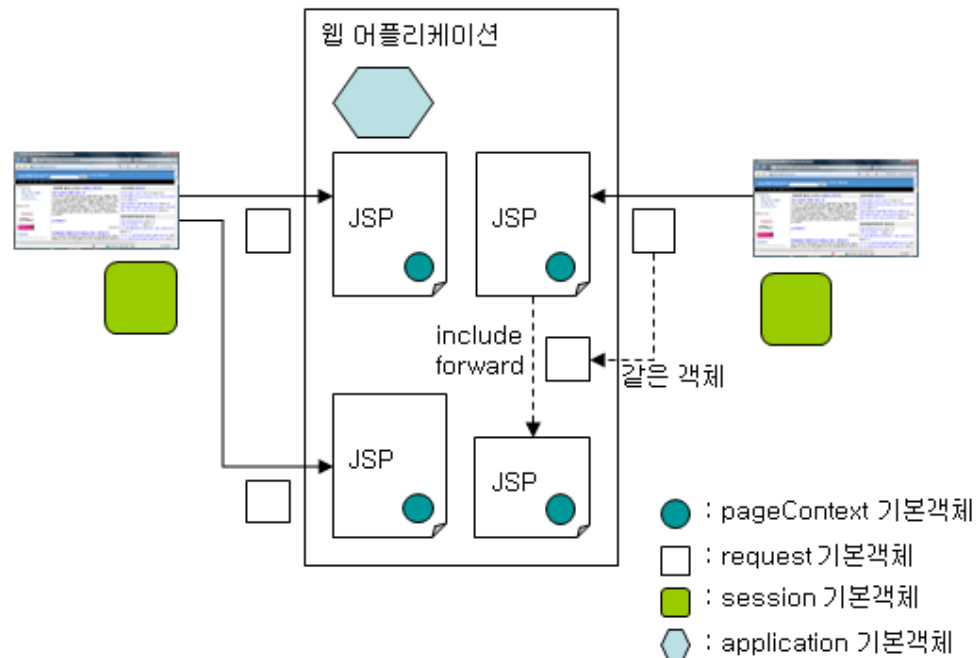 웹 어플리케이션
JSP
JSP
include
forward
같은 객체
JSP
JSP
: pageContext 기본객체
: request 기본객체
: session 기본객체
: application 기본객체